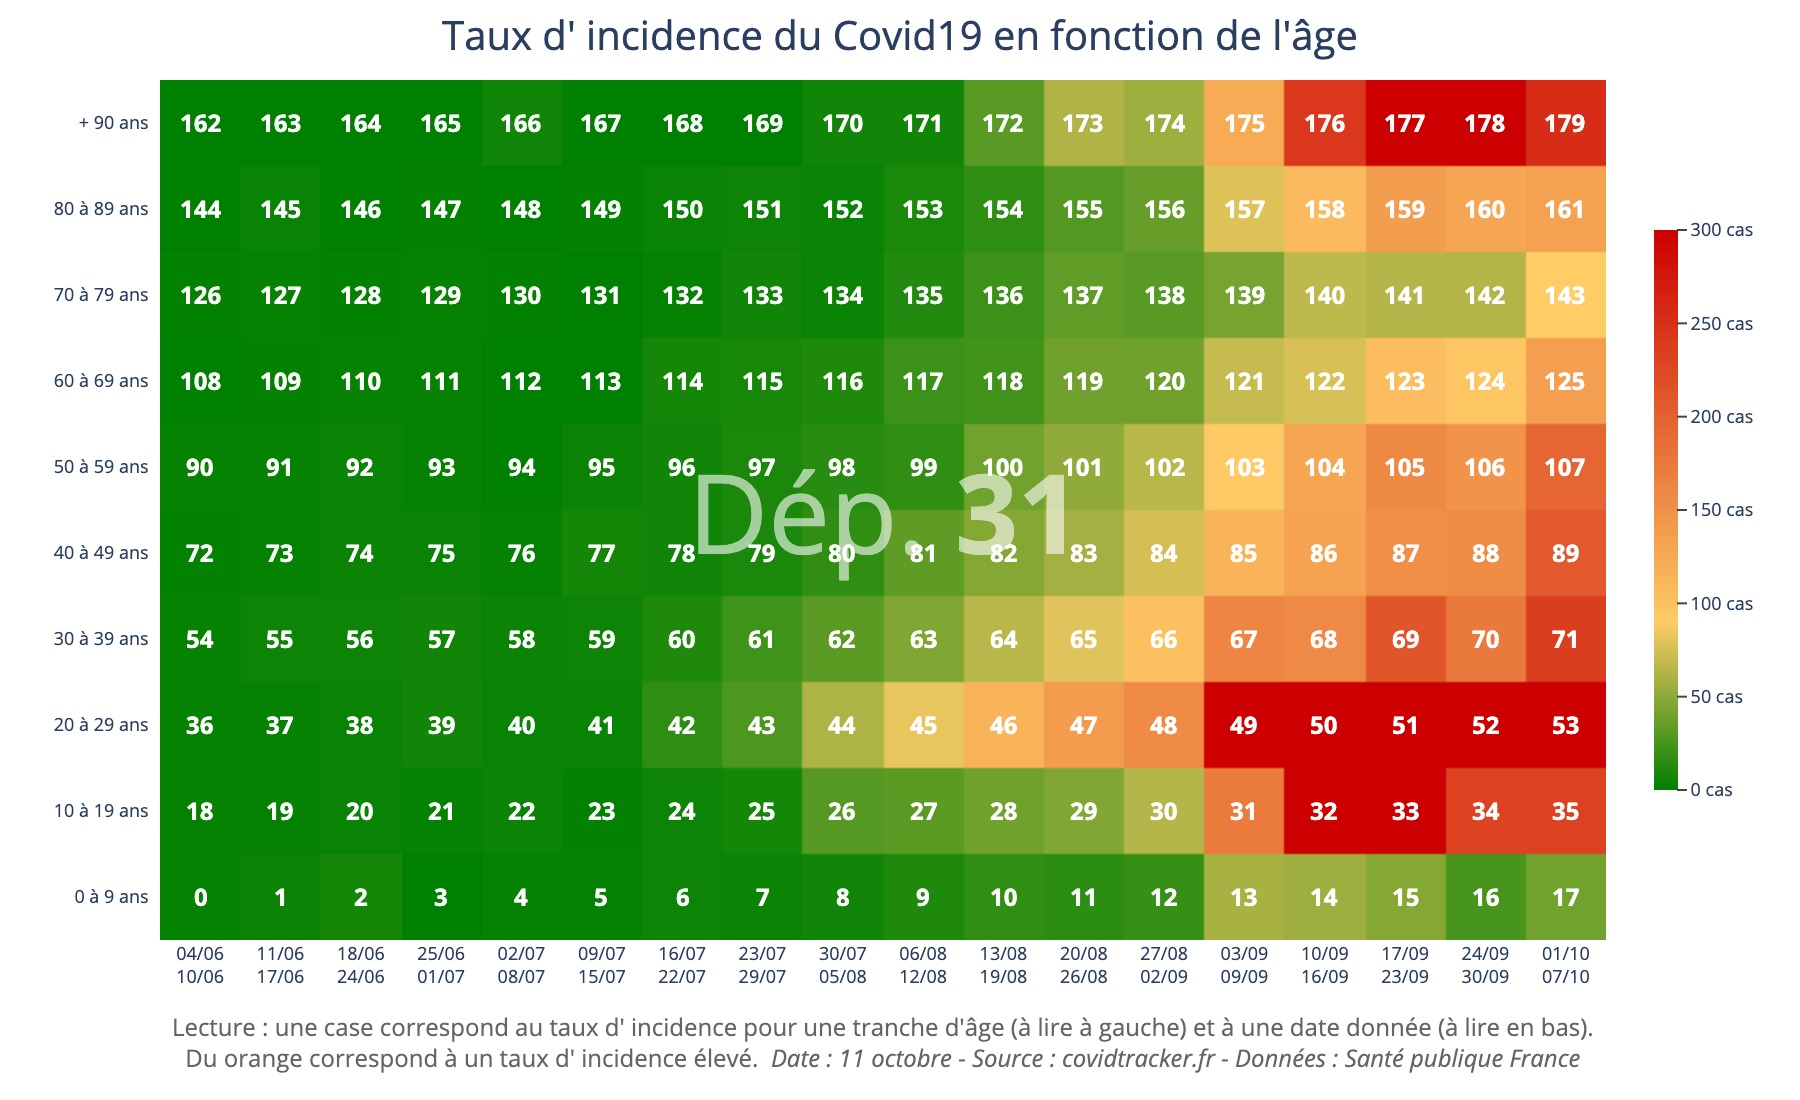 Taux d' incidence du Covid19 en fonction de l'âge
+ 90 ans 162 163 164 165 166 167 168 169 170 171 172 173 174 175 176 177 178 179
80 à 89 ans 144 145 146 147 148 149 150 151 152 153 154 155 156 157 158 159 160 161
300 cas
70 à 79 ans 126 127 128 129 130 131 132 133 134 135 136 137 138 139 140 141 142 143
250 cas
60 à 69 ans 108 109 110 111 112 113 114 115 116 117 118 119 120 121 122 123 124 125
200 cas
50 à 59 ans 90 91 92 93 94 95 96 97 98 99 100 101 102 103 104 105 106 107
Dép. 31
150 cas
40 à 49 ans 72 73 74 75 76 77 78 79 80 81 82 83 84 85 86 87 88 89
100 cas
30 à 39 ans 54 55 56 57 58 59 60 61 62 63 64 65 66 67 68 69 70 71
50 cas
20 à 29 ans 36 37 38 39 40 41 42 43 44 45 46 47 48 49 50 51 52 53
0 cas
10 à 19 ans 18 19 20 21 22 23 24 25 26 27 28 29 30 31 32 33 34 35
0 à 9 ans 0 1 2 3 4 5 6 7 8 9 10 11 12 13 14 15 16 17
04/06 11/06 18/06 25/06 02/07 09/07 16/07 23/07 30/07 06/08 13/08 20/08 27/08 03/09 10/09 17/09 24/09 01/10
10/06 17/06 24/06 01/07 08/07 15/07 22/07 29/07 05/08 12/08 19/08 26/08 02/09 09/09 16/09 23/09 30/09 07/10
Lecture : une case correspond au taux d' incidence pour une tranche d'âge (à lire à gauche) et à une date donnée (à lire en bas).
Du orange correspond à un taux d' incidence élevé. Date : 11 octobre - Source : covidtracker.fr - Données : Santé publique France